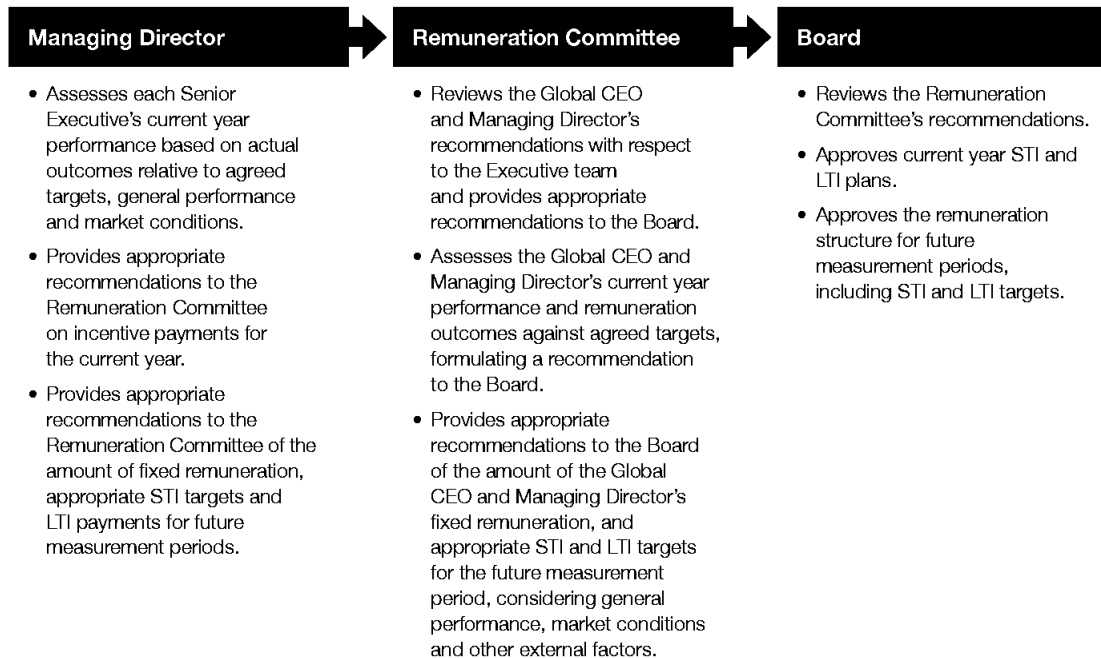 Managing Director
• Assesses each Senior
Executive's current year
performance based on actual
outcomes relative to agreed
targets, general performance
and market conditions.
• Provides appropriate
recommendations to the
Remuneration Committee
on incentive payments for
the current year.
• Provides appropriate
recommendations to the
Remuneration Committee of the
amount of fixed remuneration,
appropriate STI targets and
LTI payments for future
measurement periods.
Remuneration Committee
• Reviews the Global CEO
and Managing Director's
recommendations with respect
to the Executive team
and provides appropriate
recommendations to the Board.
• Assesses the Global CEO and
Managing Director's current year
performance and remuneration
outcomes against agreed targets,
formulating a recommendation
to the Board.
• Provides appropriate
recommendations to the Board
of the amount of the Global
CEO and Managing Director's
fixed remuneration, and
appropriate STI and LTI targets
for the future measurement
period, considering general
performance, market conditions
and other external factors.
Board
• Reviews the Remuneration
Committee's recommendations.
• Approves current year STI and
LTI plans.
• Approves the remuneration
structure for future
measurement periods,
including STI and LTI targets.